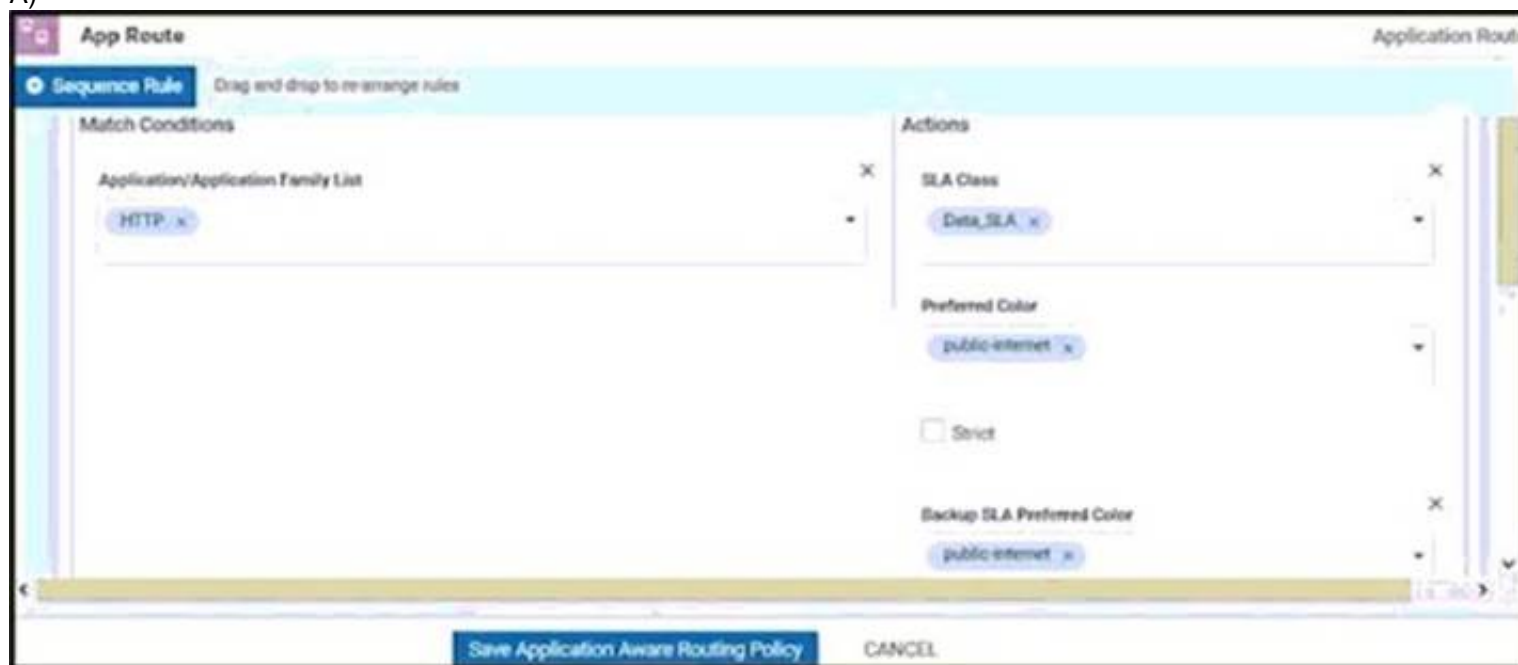 A)
App Route
Application Rout
Sequence Rule Drag and drop to re-arrange rules
Match Conditions
Actions
Application/Application Family List
SLA Class
HTTP ×
Data_SLA ×
Preferred Color
public-internet ×
Strict
Backup SLA Preferred Color
public-internet ×
Save Application Aware Routing Policy CANCEL